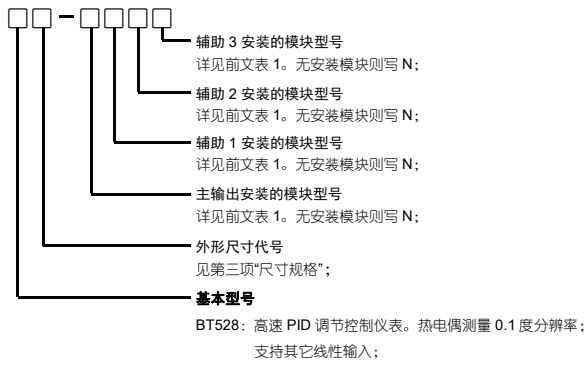 辅助 3 安装的模块型号
详见前文表 1。无安装模块则写 N；
辅助 2 安装的模块型号
详见前文表 1。无安装模块则写 N；
辅助 1 安装的模块型号
详见前文表 1。无安装模块则写 N；
主输出安装的模块型号
详见前文表 1。无安装模块则写 N；
外形尺寸代号
见第三项“尺寸规格”；
基本型号
BT528：高速 PID 调节控制仪表。热电偶测量 0.1 度分辨率；
支持其它线性输入；